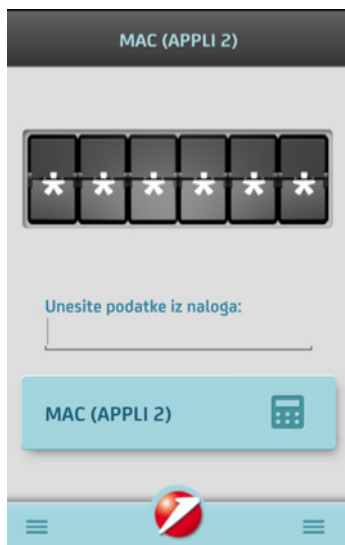 MAC (APPLI 2)
* * * * * *
Unesite podatke iz naloga:
MAC (APPLI 2)